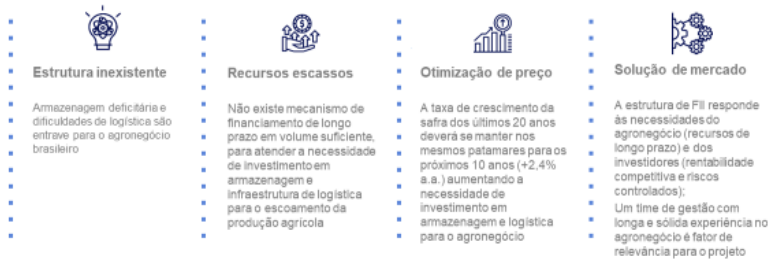 Estrutura inexistente
Armazenagem deficitária e
dificuldades de logística são
entrave para o agronegócio
brasileiro
Recursos escassos
Não existe mecanismo de
financiamento de longo
prazo em volume suficiente,
para atender a necessidade
de investimento em
armazenagem e
infraestrutura de logística
para o escoamento da
produção agrícola
Otimização de preço
A taxa de crescimento da
safra dos últimos 20 anos
deverá se manter nos
mesmos patamares para os
próximos 10 anos (+2,4%
a.a.) aumentando a
necessidade de
investimento em
armazenagem e logística
para o agronegócio
Solução de mercado
A estrutura de FII responde
às necesidades do
agronegócio (recursos de
longo prazo) e dos
investidores (rentabilidade
competitiva e riscos
controlados);
Um time de gestão com
longa e sólida experiência no
agronegócio é fator de
relevância para o projeto